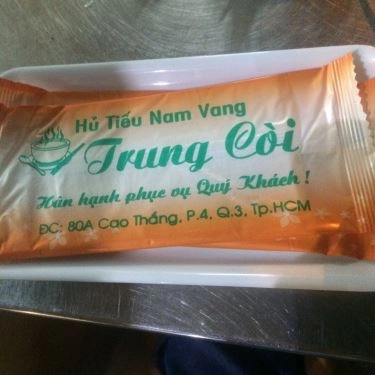 Hủ Tiếu Nam Vang
Trung Còi
Hân hạnh phục vụ Quý Khách !
ĐC: 80A Cao Thắng, P.4, Q.3, Tp.HCM